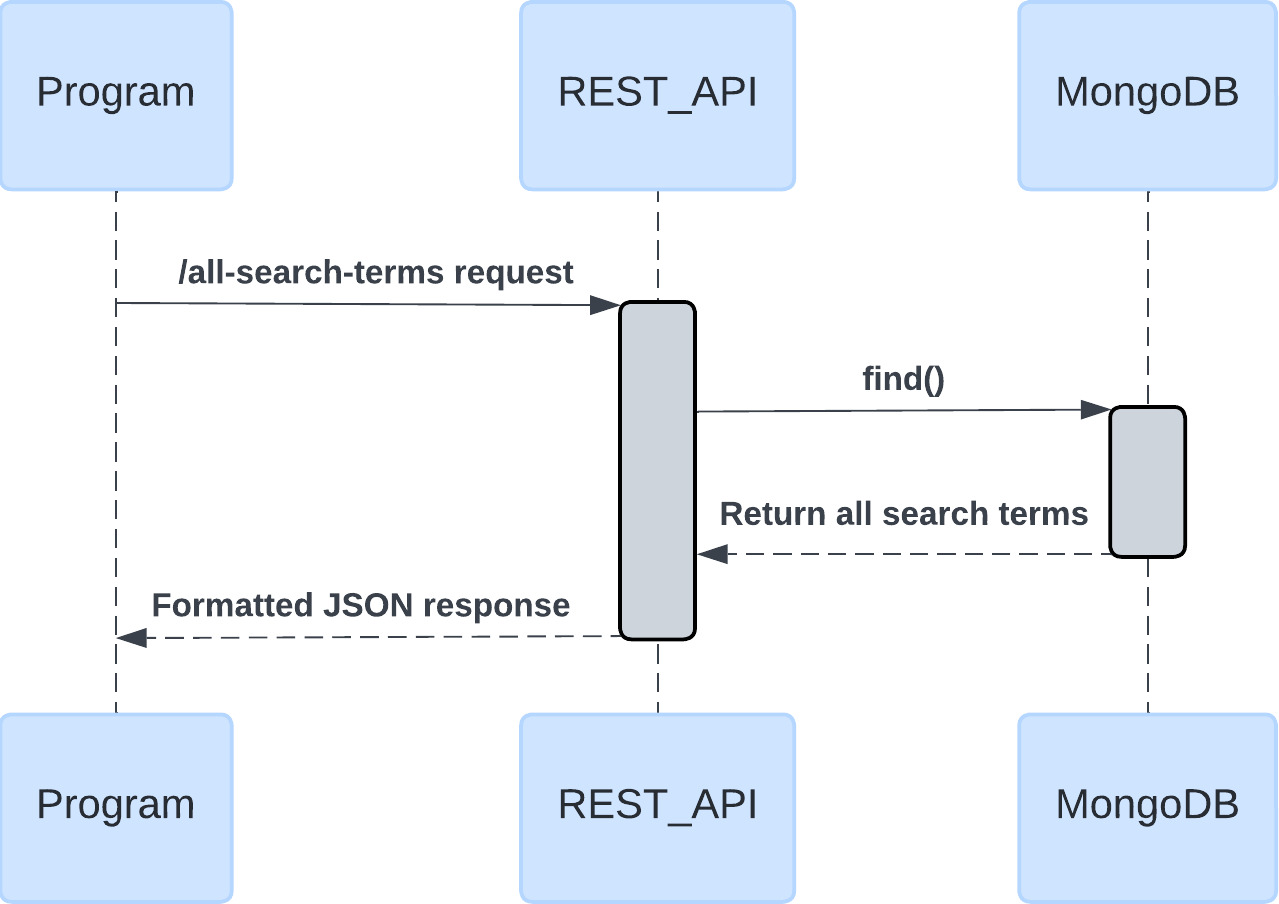 Program
REST_API
MongoDB
/all-search-terms request
find()
Return all search terms
Formatted JSON response
Program
REST_API
MongoDB